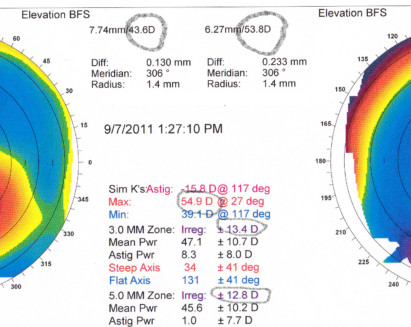 Elevation BFS
Elevation BFS
7.74mm/43.6D
6.27mm/53.8D
Diff: 0.130 mm
Meridian: 306 °
Radius: 1.4 mm
Diff: 0.233 mm
Meridian: 306 °
Radius: 1.4 mm
60
45
30
15
0
345
330
315
300
9/7/2011 1:27:10 PM
120
135
150
165
180
195
210
225
240
Sim K's: Astig: -15.8 D @ 117 deg
Max: 54.9 D @ 27 deg
Min: 39.1 D @ 117 deg
3.0 MM Zone: Irreg: ± 13.4 D
Mean Pwr 47.1 ± 10.7 D
Astig Pwr 8.3 ± 8.0 D
Steep Axis 34 ± 41 deg
Flat Axis 131 ± 41 deg
5.0 MM Zone: Irreg: ± 12.8 D
Mean Pwr 45.6 ± 10.2 D
Astig Pwr 1.0 ± 7.7 D